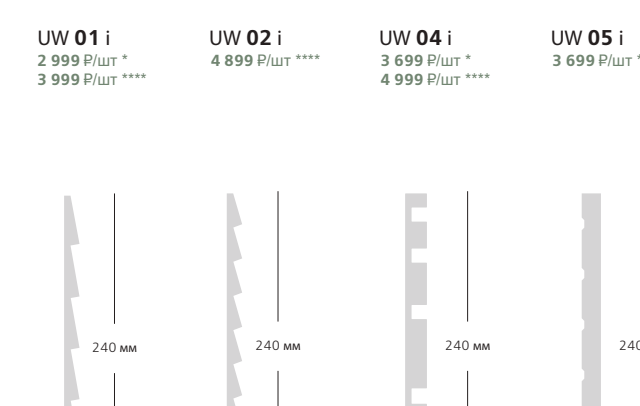 UW 01 i
2 999 ₽/шт *
3 999 ₽/шт ****
UW 02 i
4 899 ₽/шт ****
UW 04 i
3 699 ₽/шт *
4 999 ₽/шт ****
UW 05 i
3 699 ₽/шт *
240 мм
240 мм
240 мм
240